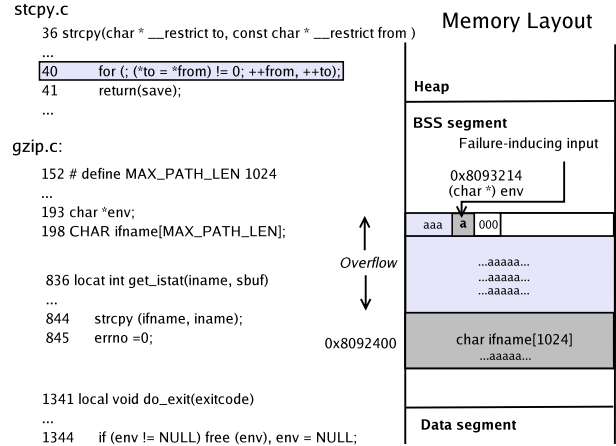 stcpy.c
36 strcpy(char * __restrict to, const char * __restrict from )
...
40 for (; (*to = *from) != 0; ++from, ++to);
41 return(save);
...
gzip.c:
152 # define MAX_PATH_LEN 1024
...
193 char *env;
198 CHAR ifname[MAX_PATH_LEN];
836 locat int get_istat(iname, sbuf)
...
844 strcpy (ifname, iname);
845 errno =0;
1341 local void do_exit(exitcode)
...
1344 if (env != NULL) free (env), env = NULL;
Memory Layout
Heap
BSS segment
Failure-inducing input
0x8093214
(char *) env
aaa a 000
Overflow
...aaaaa...
...aaaaa...
...aaaaa...
0x8092400
char ifname[1024]
...aaaaa...
Data segment